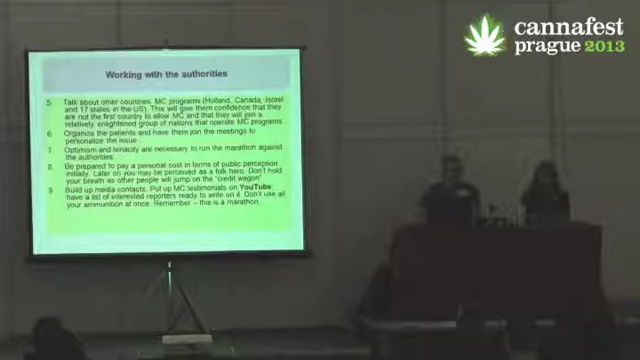 cannafest
prague 2013
Working with the authorities
5. Talk about other countries' MC programs (Holland, Canada, Israel
and 17 states in the US). This will give them confidence that they
are not the first country to allow MC and that they will join a
relatively enlightened group of nations that operate MC programs.
6. Organize the patients and have them join the meetings to
personalize the issue
7. Optimism and tenacity are necessary to run the marathon against
the authorities.
8. Be prepared to pay a personal cost in terms of public perception
initially. Later on you may be perceived as a folk hero. Don't hold
your breath as other people will jump on the "credit wagon"
9. Build up media contacts. Put up MC testimonials on YouTube;
have a list of interested reporters ready to write on it. Don't use all
your ammunition at once. Remember – this is a marathon.